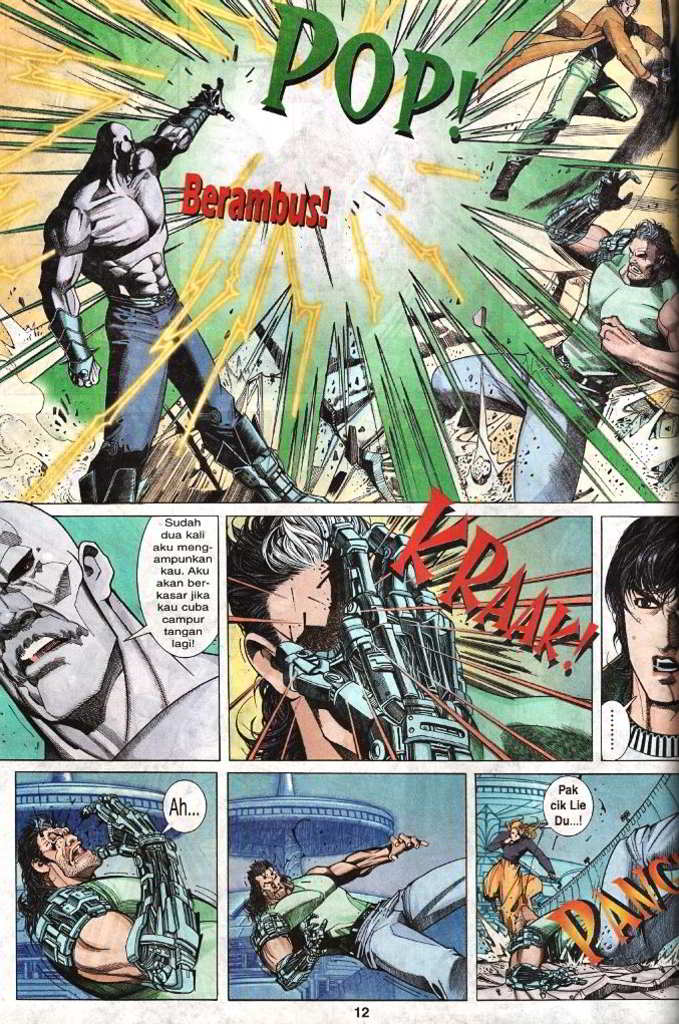 POP!
Berambus!
Sudah
dua kali
aku meng-
ampunkan
kau. Aku
akan ber-
kasar jika
kau cuba
campur
tangan
lagi!
KRAAK!
........
Ah...
Pak
cik Lie
Du...!
PANG
12